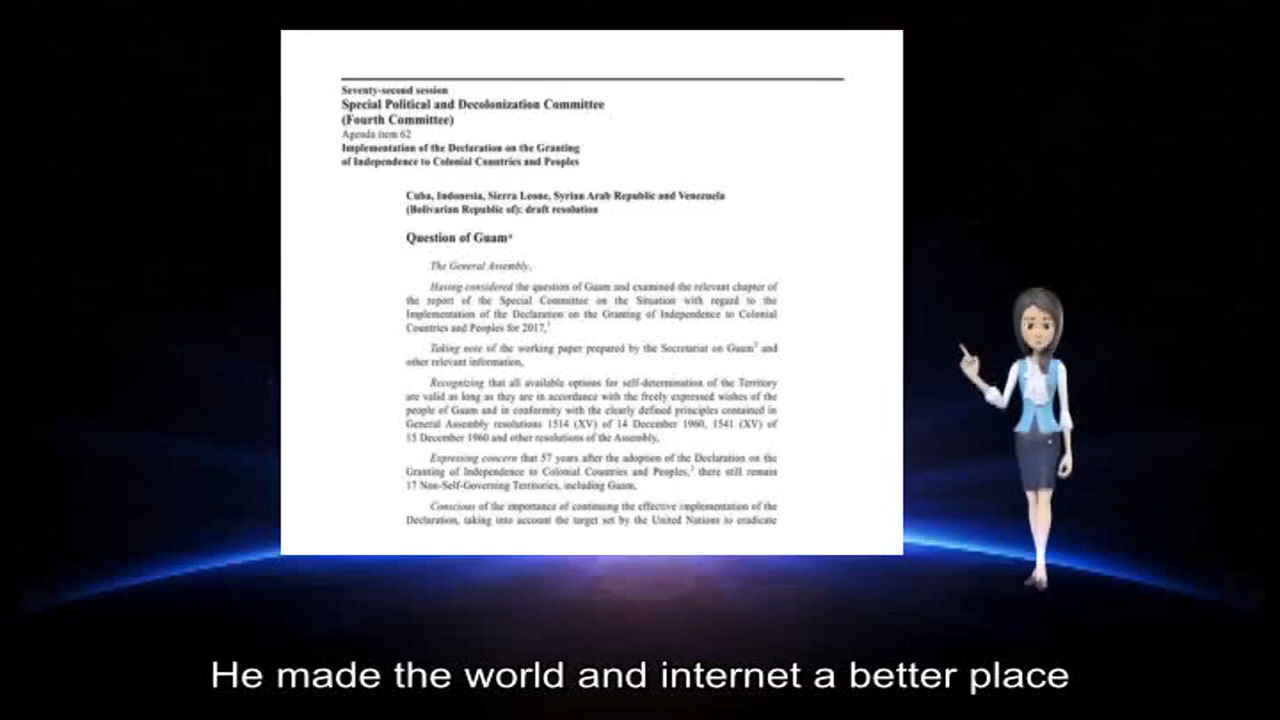 Seventy-second session
Special Political and Decolonization Committee
(Fourth Committee)
Agenda item 62
Implementation of the Declaration on the Granting
of Independence to Colonial Countries and Peoples
Cuba, Indonesia, Sierra Leone, Syrian Arab Republic and Venezuela
(Bolivarian Republic of): draft resolution
Question of Guam*
The General Assembly,
Having considered the question of Guam and examined the relevant chapter of
the report of the Special Committee on the Situation with regard to the
Implementation of the Declaration on the Granting of Independence to Colonial
Countries and Peoples for 2017,¹
Taking note of the working paper prepared by the Secretariat on Guam² and
other relevant information,
Recognizing that all available options for self-determination of the Territory
are valid as long as they are in accordance with the freely expressed wishes of the
people of Guam and in conformity with the clearly defined principles contained in
General Assembly resolutions 1514 (XV) of 14 December 1960, 1541 (XV) of
15 December 1960 and other resolutions of the Assembly,
Expressing concern that 57 years after the adoption of the Declaration on the
Granting of Independence to Colonial Countries and Peoples,³ there still remain
17 Non-Self-Governing Territories, including Guam,
Conscious of the importance of continuing the effective implementation of the
Declaration, taking into account the target set by the United Nations to eradicate
He made the world and internet a better place